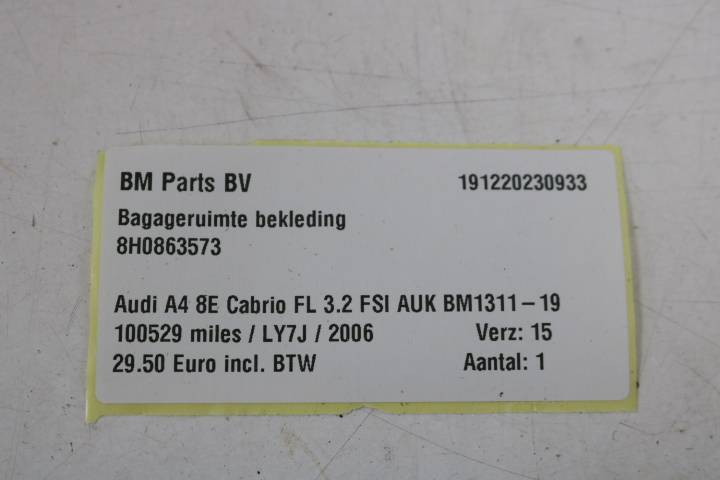 BM Parts BV 191220230933
Bagageruimte bekleding
8H0863573
Audi A4 8E Cabrio FL 3.2 FSI AUK BM1311-19
100529 miles / LY7J / 2006 Verz: 15
29.50 Euro incl. BTW Aantal: 1